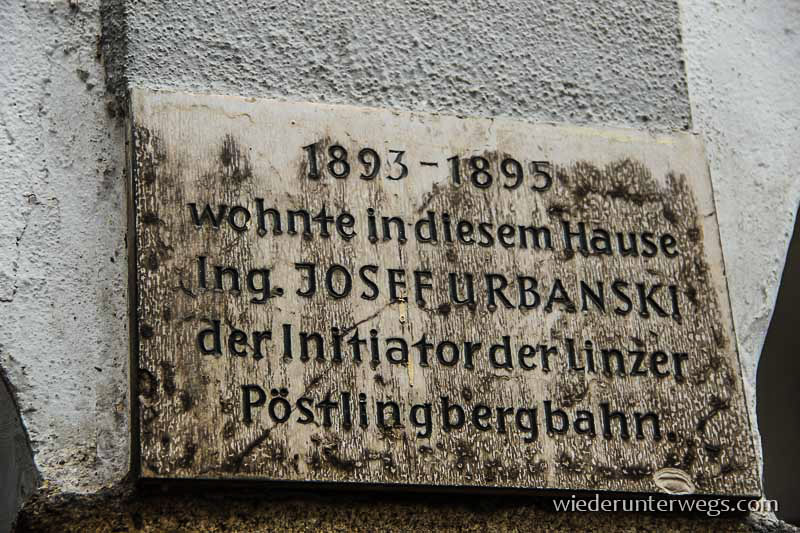 1893-1895
wohnte in diesem Hause
Ing. JOSEF URBANSKI
der Initiator der Linzer
Pöstlingbergbahn.
wiederunterwegs.com